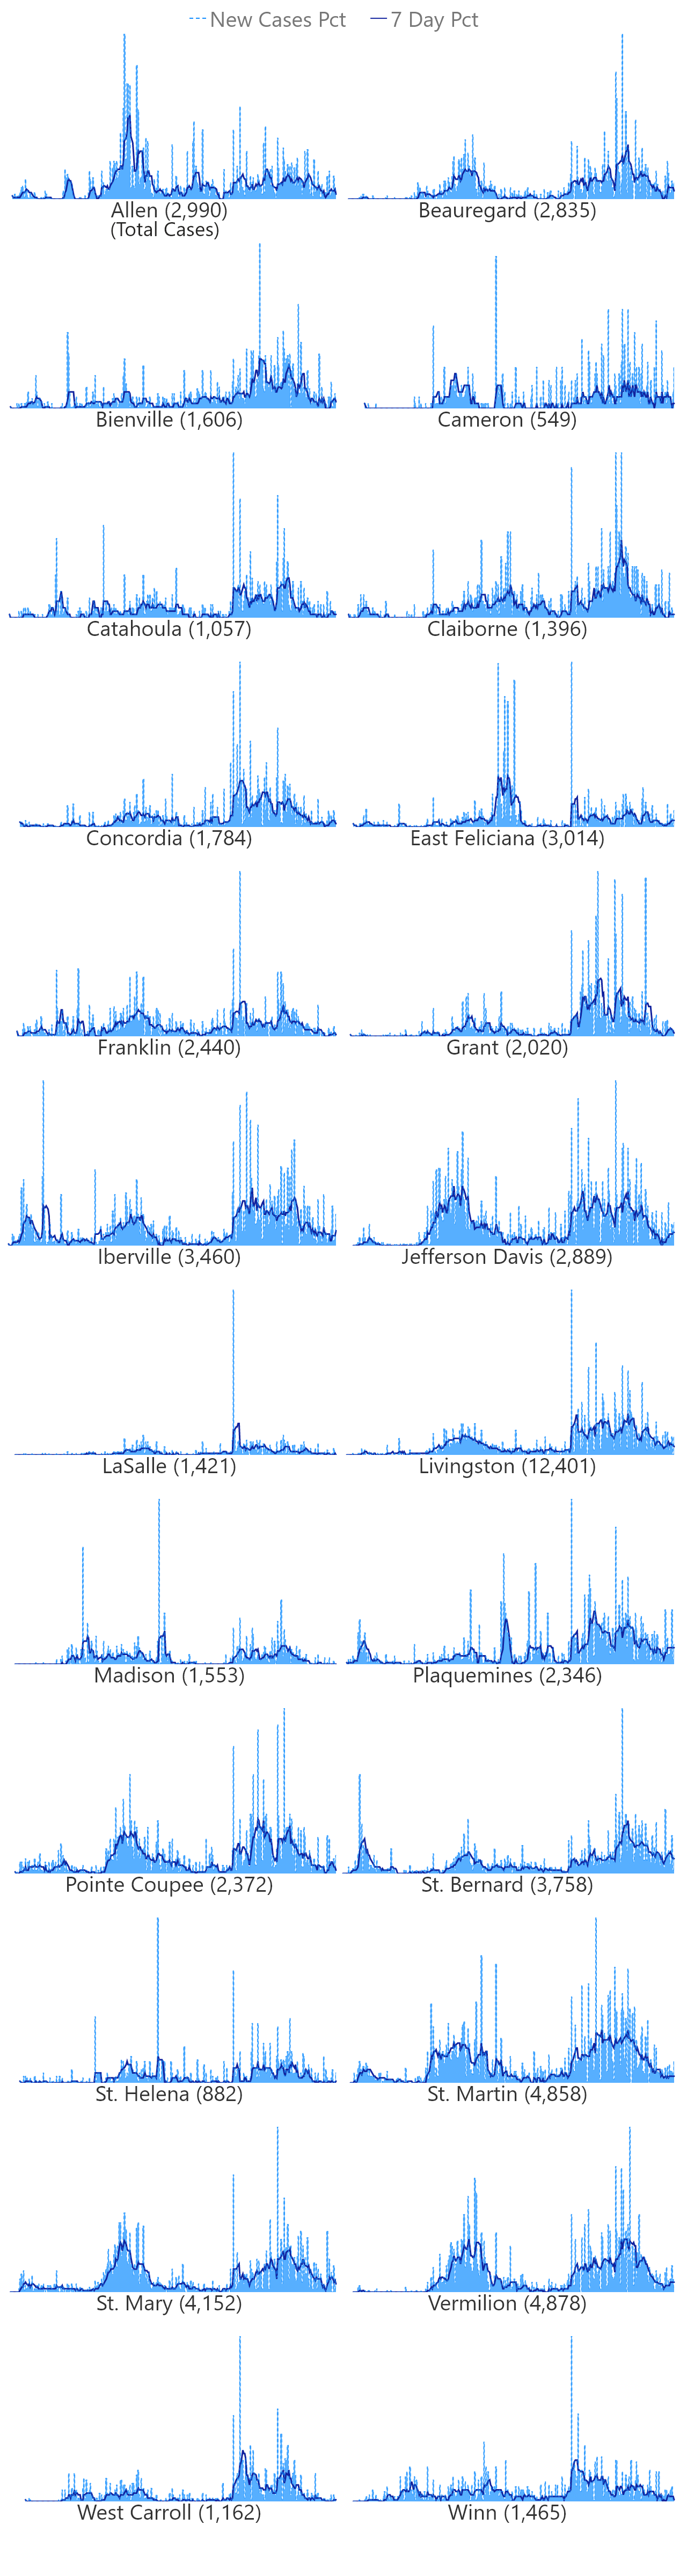 New Cases Pct 7 Day Pct
Allen (2,990) Beauregard (2,835)
(Total Cases)
Bienville (1,606) Cameron (549)
Catahoula (1,057) Claiborne (1,396)
Concordia (1,784) East Feliciana (3,014)
Franklin (2,440) Grant (2,020)
Iberville (3,460) Jefferson Davis (2,889)
LaSalle (1,421) Livingston (12,401)
Madison (1,553) Plaquemines (2,346)
Pointe Coupee (2,372) St. Bernard (3,758)
St. Helena (882) St. Martin (4,858)
St. Mary (4,152) Vermilion (4,878)
West Carroll (1,162) Winn (1,465)